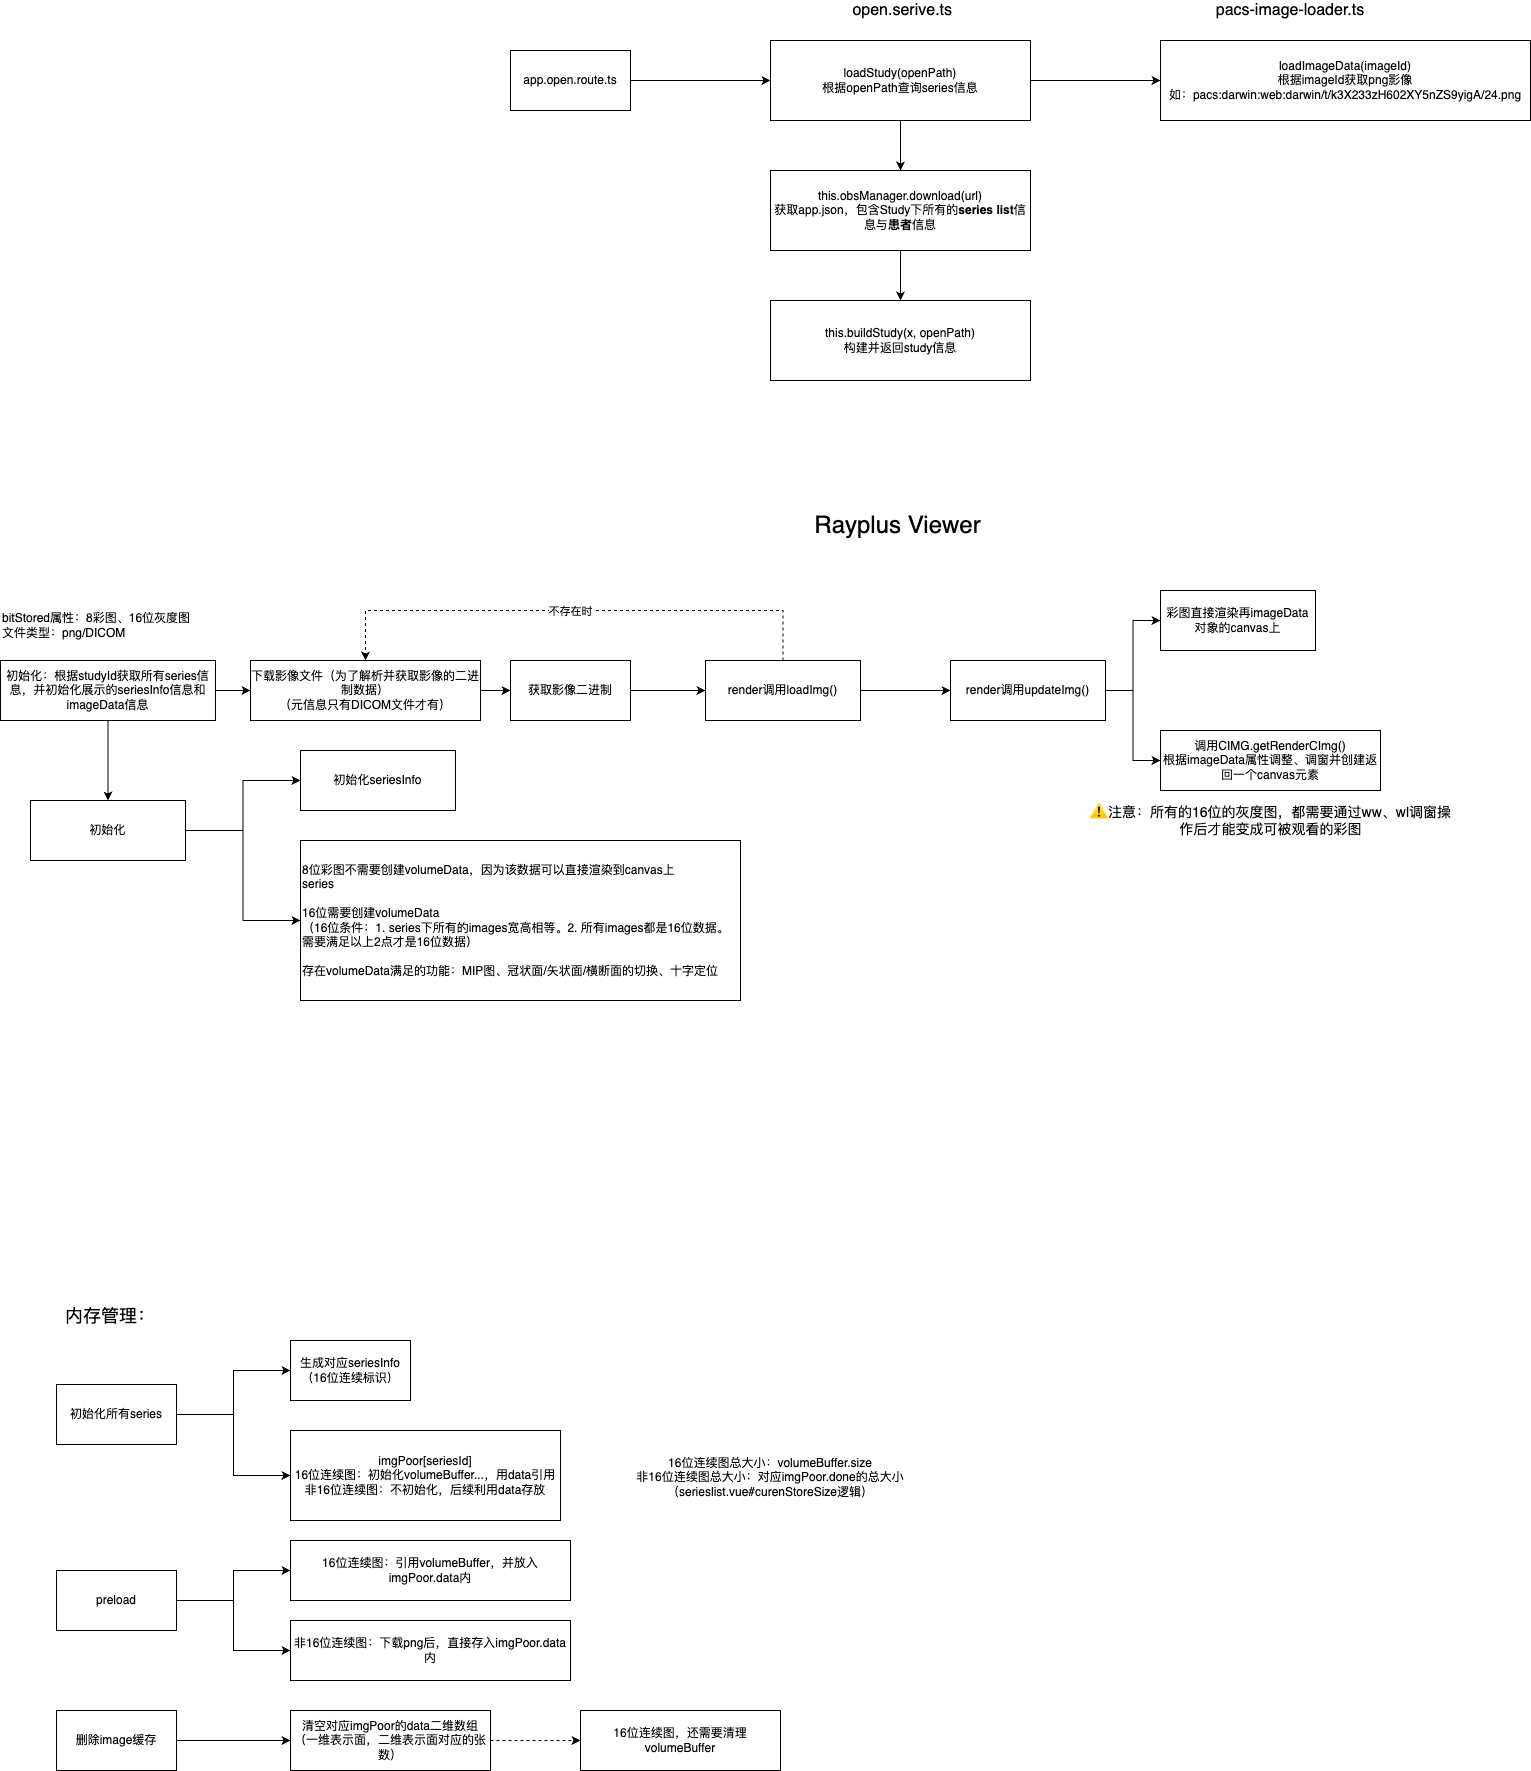 open.serive.ts
pacs-image-loader.ts
app.open.route.ts
loadStudy(openPath)
根据openPath查询series信息
loadImageData(imageId)
根据imageId获取png影像
如：pacs:darwin:web:darwin/t/k3X233zH602XY5nZS9yigA/24.png
this.obsManager.download(url)
获取app.json，包含Study下所有的series list信
息与患者信息
this.buildStudy(x, openPath)
构建并返回study信息
Rayplus Viewer
bitStored属性：8彩图、16位灰度图
文件类型：png/DICOM
不存在时
初始化：根据studyId获取所有series信
息，并初始化展示的seriesInfo信息和
imageData信息
下载影像文件（为了解析并获取影像的二进
制数据）
（元信息只有DICOM文件才有）
获取影像二进制
render调用loadImg()
render调用updateImg()
彩图直接渲染再imageData
对象的canvas上
调用CIMG.getRenderCImg()
根据imageData属性调整、调窗并创建返
回一个canvas元素
⚠️注意：所有的16位的灰度图，都需要通过ww、wl调窗操
作后才能变成可被观看的彩图
初始化
初始化seriesInfo
8位彩图不需要创建volumeData，因为该数据可以直接渲染到canvas上
series
16位需要创建volumeData
（16位条件：1. series下所有的images宽高相等。2. 所有images都是16位数据。
需要满足以上2点才是16位数据）
存在volumeData满足的功能：MIP图、冠状面/矢状面/横断面的切换、十字定位
内存管理：
初始化所有series
生成对应seriesInfo
（16位连续标识）
imgPoor[seriesId]
16位连续图：初始化volumeBuffer...，用data引用
非16位连续图：不初始化，后续利用data存放
16位连续图总大小：volumeBuffer.size
非16位连续图总大小：对应imgPoor.done的总大小
（serieslist.vue#curenStoreSize逻辑）
preload
16位连续图：引用volumeBuffer，并放入
imgPoor.data内
非16位连续图：下载png后，直接存入imgPoor.data
内
删除image缓存
清空对应imgPoor的data二维数组
（一维表示面，二维表示面对应的张
数）
16位连续图，还需要清理
volumeBuffer